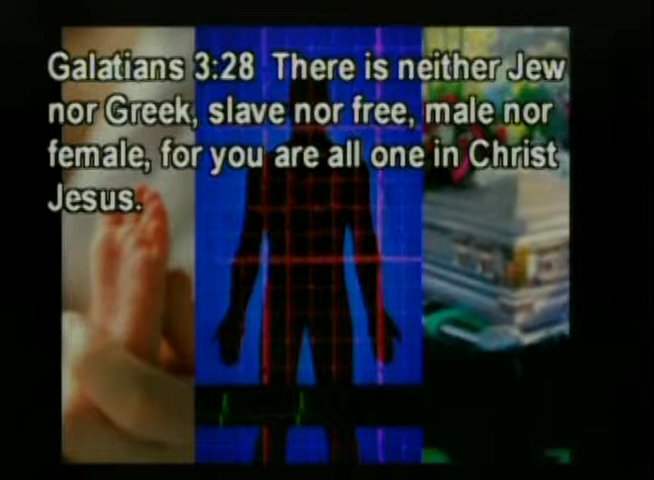 Galatians 3:28  There is neither Jew
nor Greek, slave nor free, male nor
female, for you are all one in Christ
Jesus.